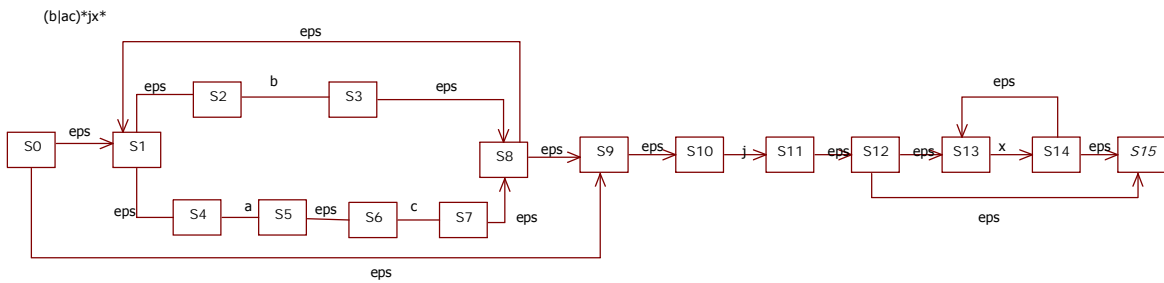 (b|ac)*jx*
eps
eps
eps b eps
S2 S3
eps
S0 S1
S8
eps
S9
eps
S10
j
S11
eps
S12
eps
S13
x
S14
eps
S15
eps
S4
a
S5
eps
S6
c
S7
eps
eps
eps